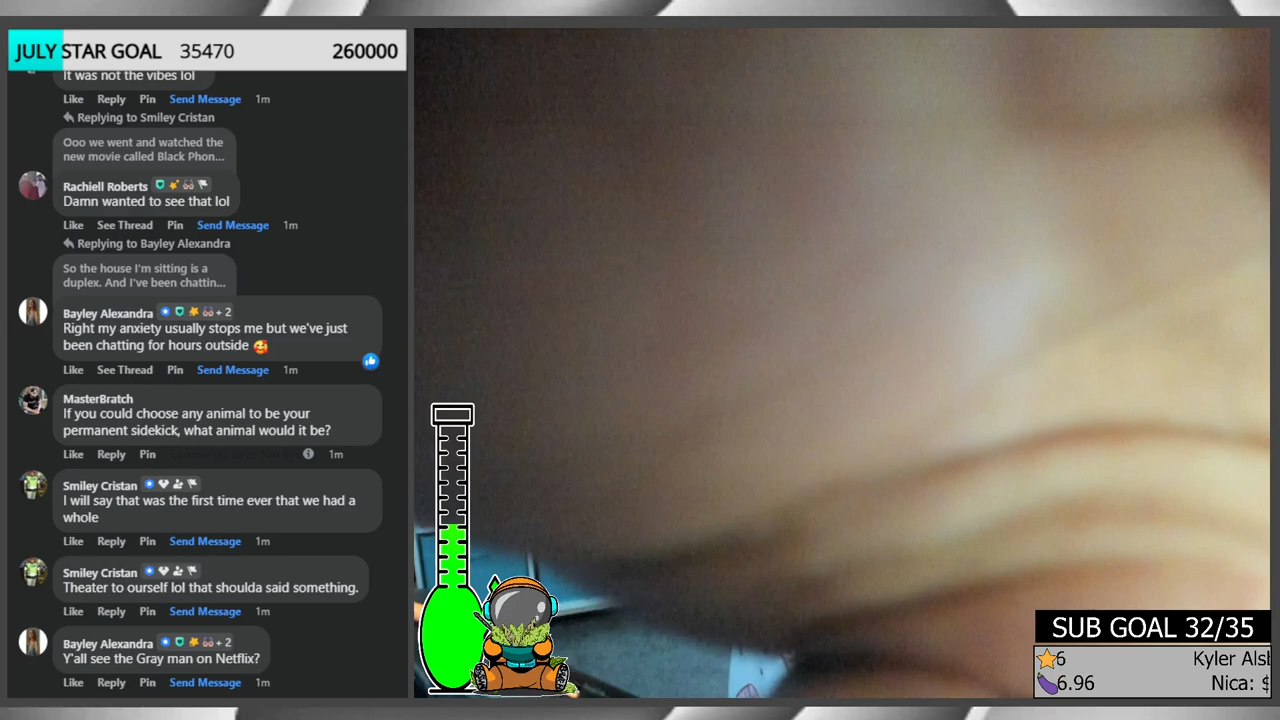 JULY STAR GOAL 35470 260000
It was not the vibes lol
Like Reply Pin Send Message 1m
Replying to Smiley Cristan
Ooo we went and watched the
new movie called Black Phon...
Rachiell Roberts
Damn wanted to see that lol
Like See Thread Pin Send Message 1m
Replying to Bayley Alexandra
So the house I'm sitting is a
duplex. And I've been chattin...
Bayley Alexandra + 2
Right my anxiety usually stops me but we've just
been chatting for hours outside 🥰
Like See Thread Pin Send Message 1m
MasterBratch
If you could choose any animal to be your
permanent sidekick, what animal would it be?
Like Reply Pin 1m
Smiley Cristan
I will say that was the first time ever that we had a
whole
Like Reply Pin Send Message 1m
Smiley Cristan
Theater to ourself lol that shoulda said something.
Like Reply Pin Send Message 1m
Bayley Alexandra + 2
Y'all see the Gray man on Netflix?
Like Reply Pin Send Message 1m
SUB GOAL 32/35
6 Kyler Als
6.96 Nica: $